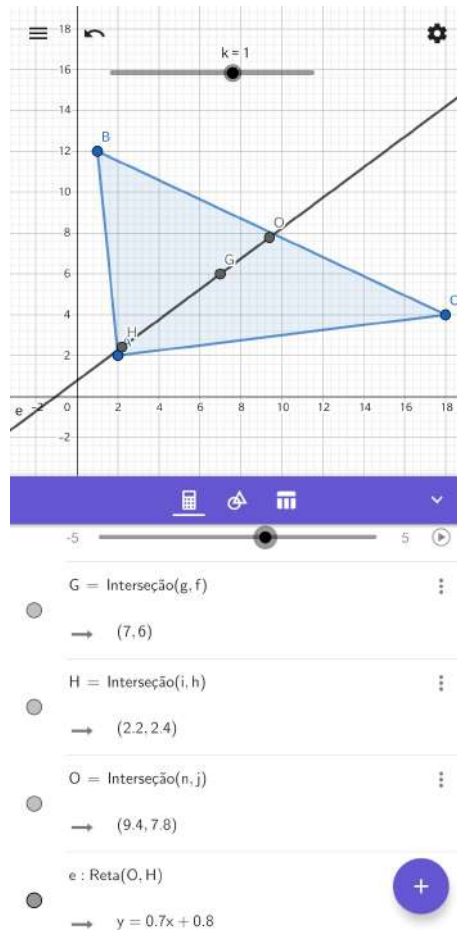 18
k = 1
16
14
B
12
10
O
8
G
6
C
4
H
A
2
e
-2
0
2
4
6
8
10
12
14
16
18
-2
-5
5
G = Interseção(g, f)
→ (7, 6)
H = Interseção(i, h)
→ (2.2, 2.4)
O = Interseção(n, j)
→ (9.4, 7.8)
e : Reta(O, H)
→ y = 0.7x + 0.8
+